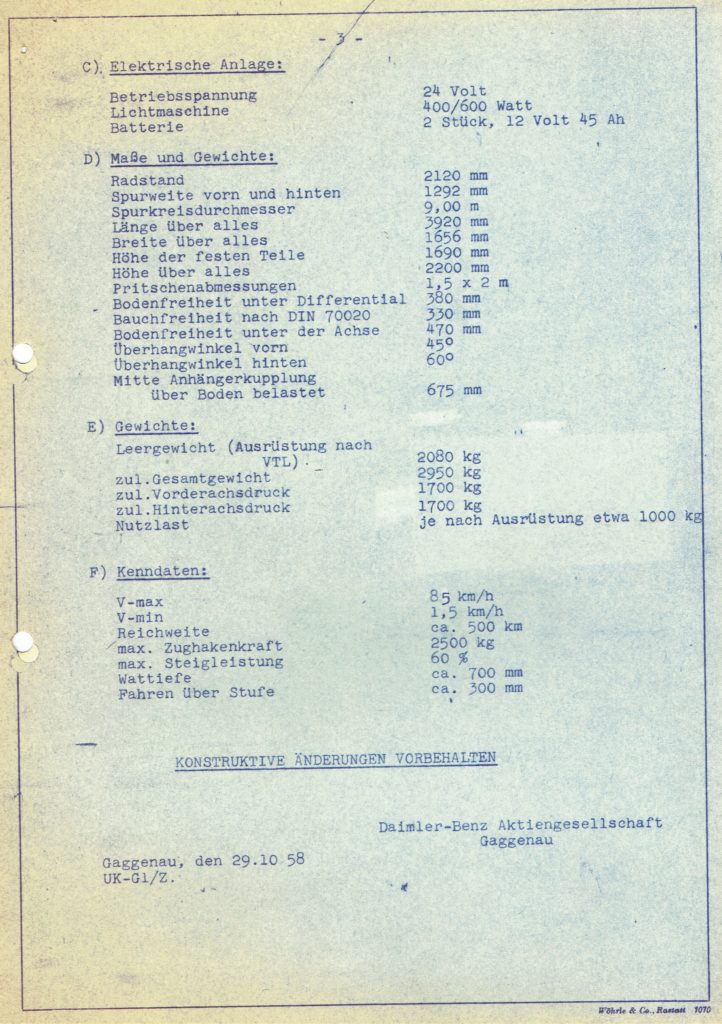 - 3 -
C) Elektrische Anlage:
Betriebsspannung 24 Volt
Lichtmaschine 400/600 Watt
Batterie 2 Stück, 12 Volt 45 Ah
D) Maße und Gewichte:
Radstand 2120 mm
Spurweite vorn und hinten 1292 mm
Spurkreisdurchmesser 9,00 m
Länge über alles 3920 mm
Breite über alles 1656 mm
Höhe der festen Teile 1690 mm
Höhe über alles 2200 mm
Pritschenabmessungen 1,5 x 2 m
Bodenfreiheit unter Differential 380 mm
Bauchfreiheit nach DIN 70020 330 mm
Bodenfreiheit unter der Achse 470 mm
Überhangwinkel vorn 45°
Überhangwinkel hinten 60°
Mitte Anhängerkupplung
über Boden belastet 675 mm
E) Gewichte:
Leergewicht (Ausrüstung nach
VTL) 2080 kg
zul.Gesamtgewicht 2950 kg
zul.Vorderachsdruck 1700 kg
zul.Hinterachsdruck 1700 kg
Nutzlast je nach Ausrüstung etwa 1000 kg
F) Kenndaten:
V-max 85 km/h
V-min 1,5 km/h
Reichweite ca. 500 km
max. Zughakenkraft 2500 kg
max. Steigleistung 60 %
Wattiefe ca. 700 mm
Fahren über Stufe ca. 300 mm
KONSTRUKTIVE ÄNDERUNGEN VORBEHALTEN
Daimler-Benz Aktiengesellschaft
Gaggenau
Gaggenau, den 29.10 58
UK-Gl/Z.
Wöhrle & Co., Rastatt 1010